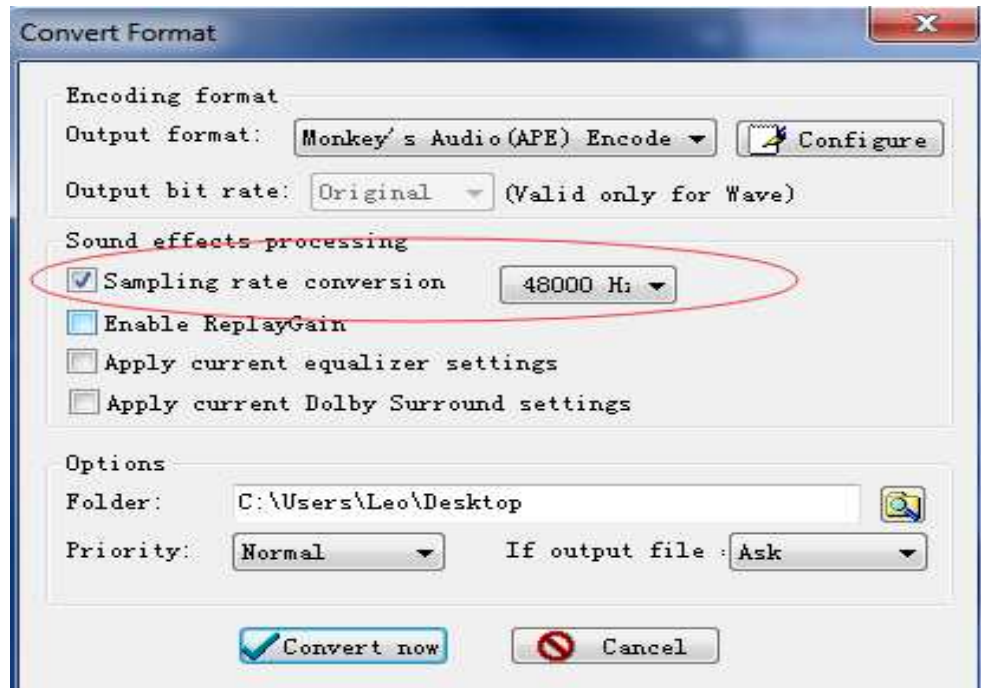 Convert Format
Encoding format
Output format: Monkey's Audio(APE) Encode Configure
Output bit rate: Original (Valid only for Wave)
Sound effects processing
Sampling rate conversion 48000 Hz
Enable ReplayGain
Apply current equalizer settings
Apply current Dolby Surround settings
Options
Folder: C:\Users\Leo\Desktop
Priority: Normal If output file : Ask
Convert now Cancel